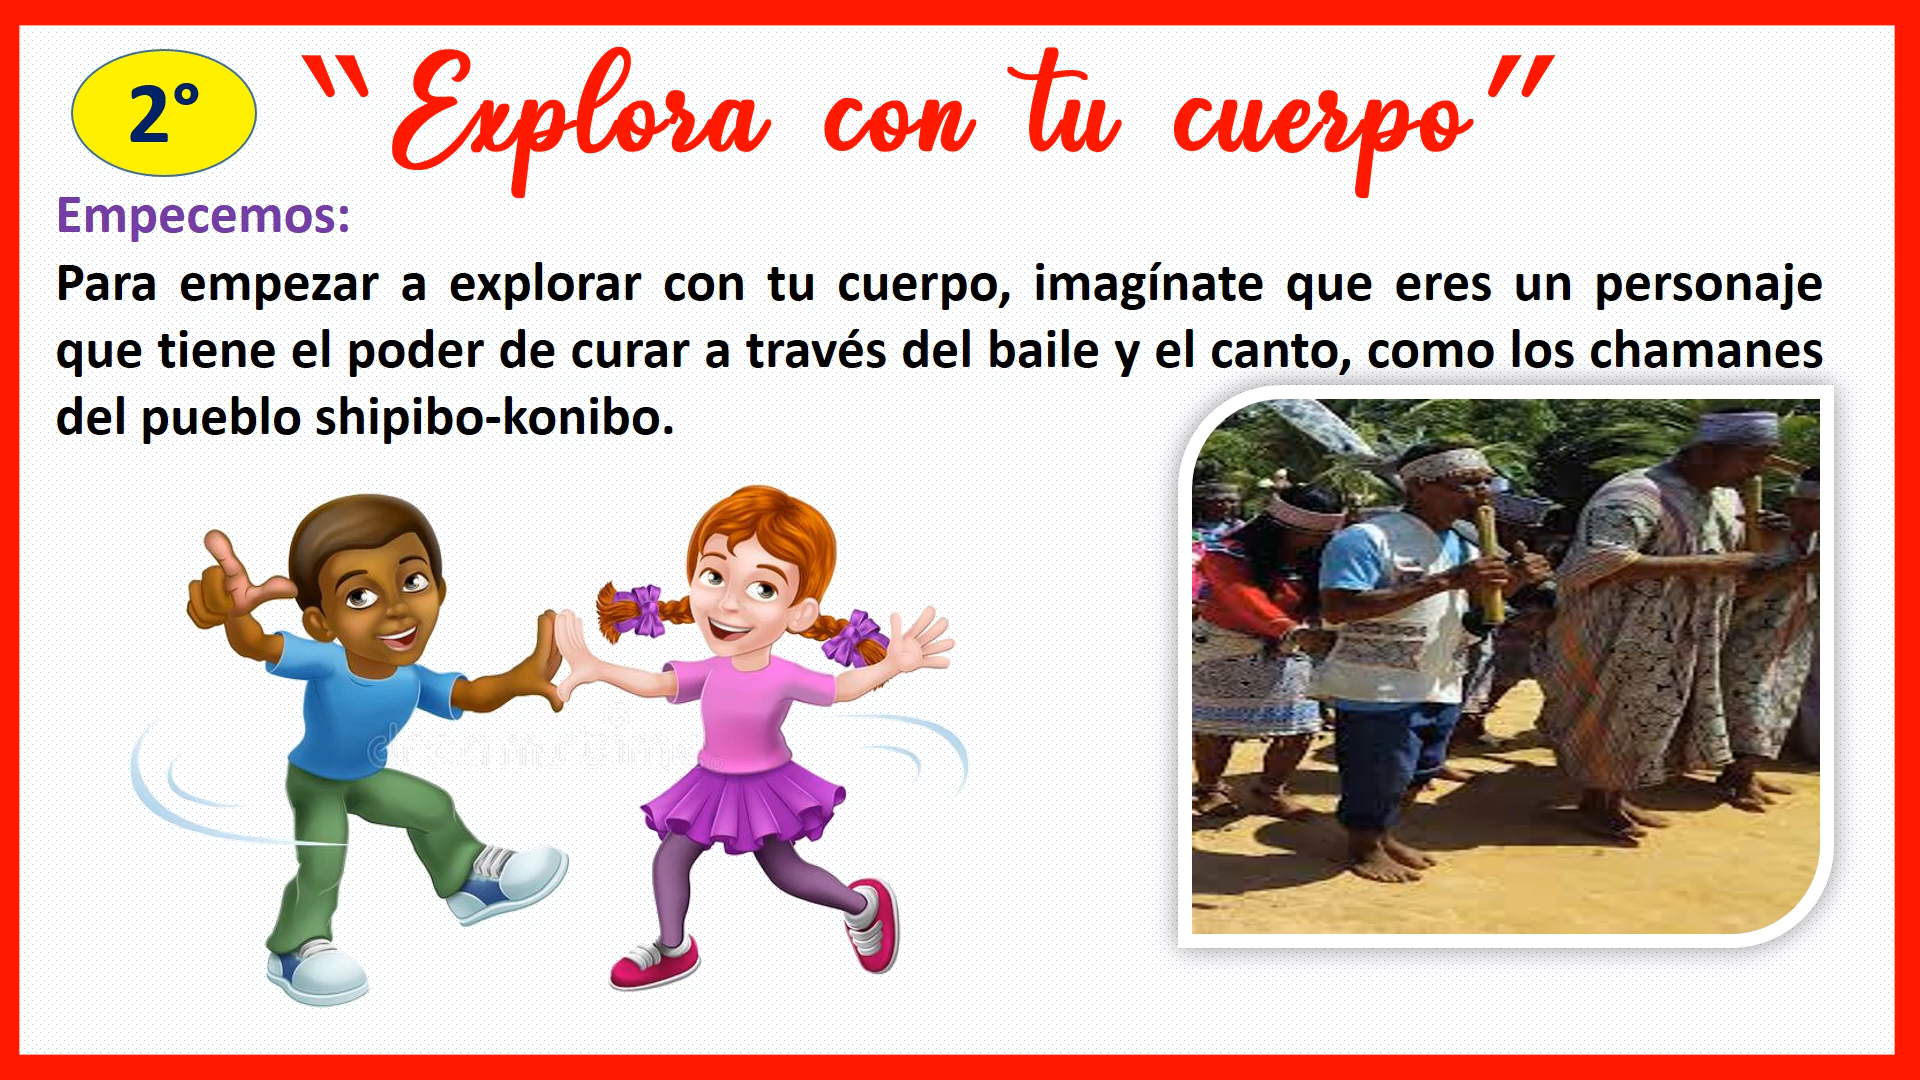 2°
“Explora con tu cuerpo”
Empecemos:
Para empezar a explorar con tu cuerpo, imagínate que eres un personaje
que tiene el poder de curar a través del baile y el canto, como los chamanes
del pueblo shipibo-konibo.